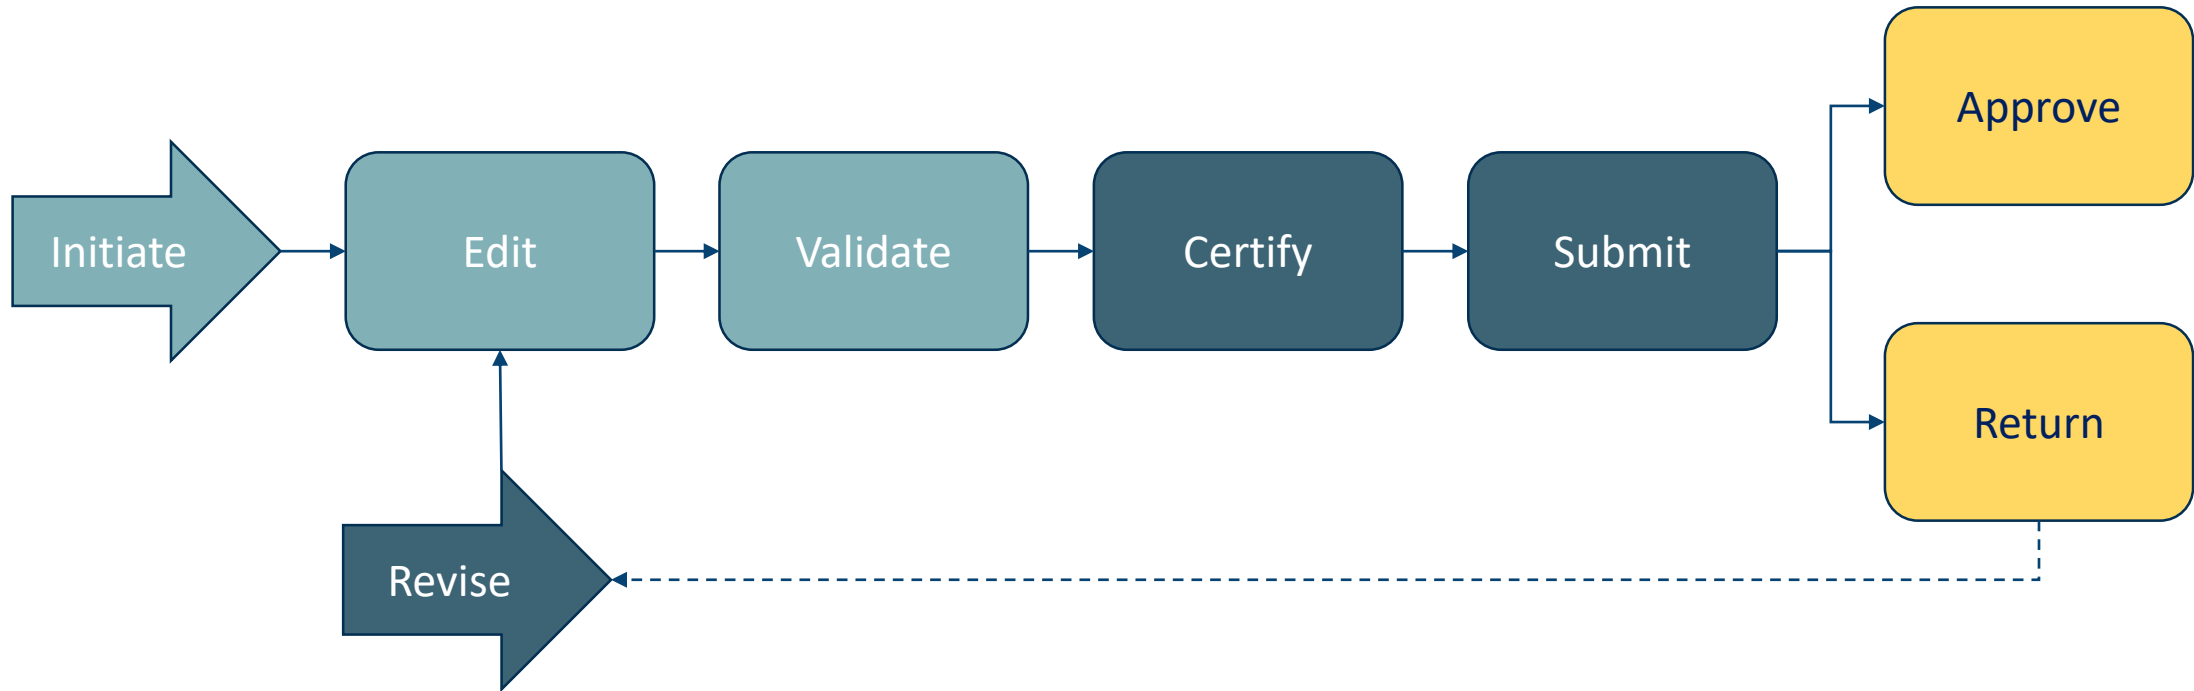 Initiate
Edit
Validate
Certify
Submit
Approve
Return
Revise